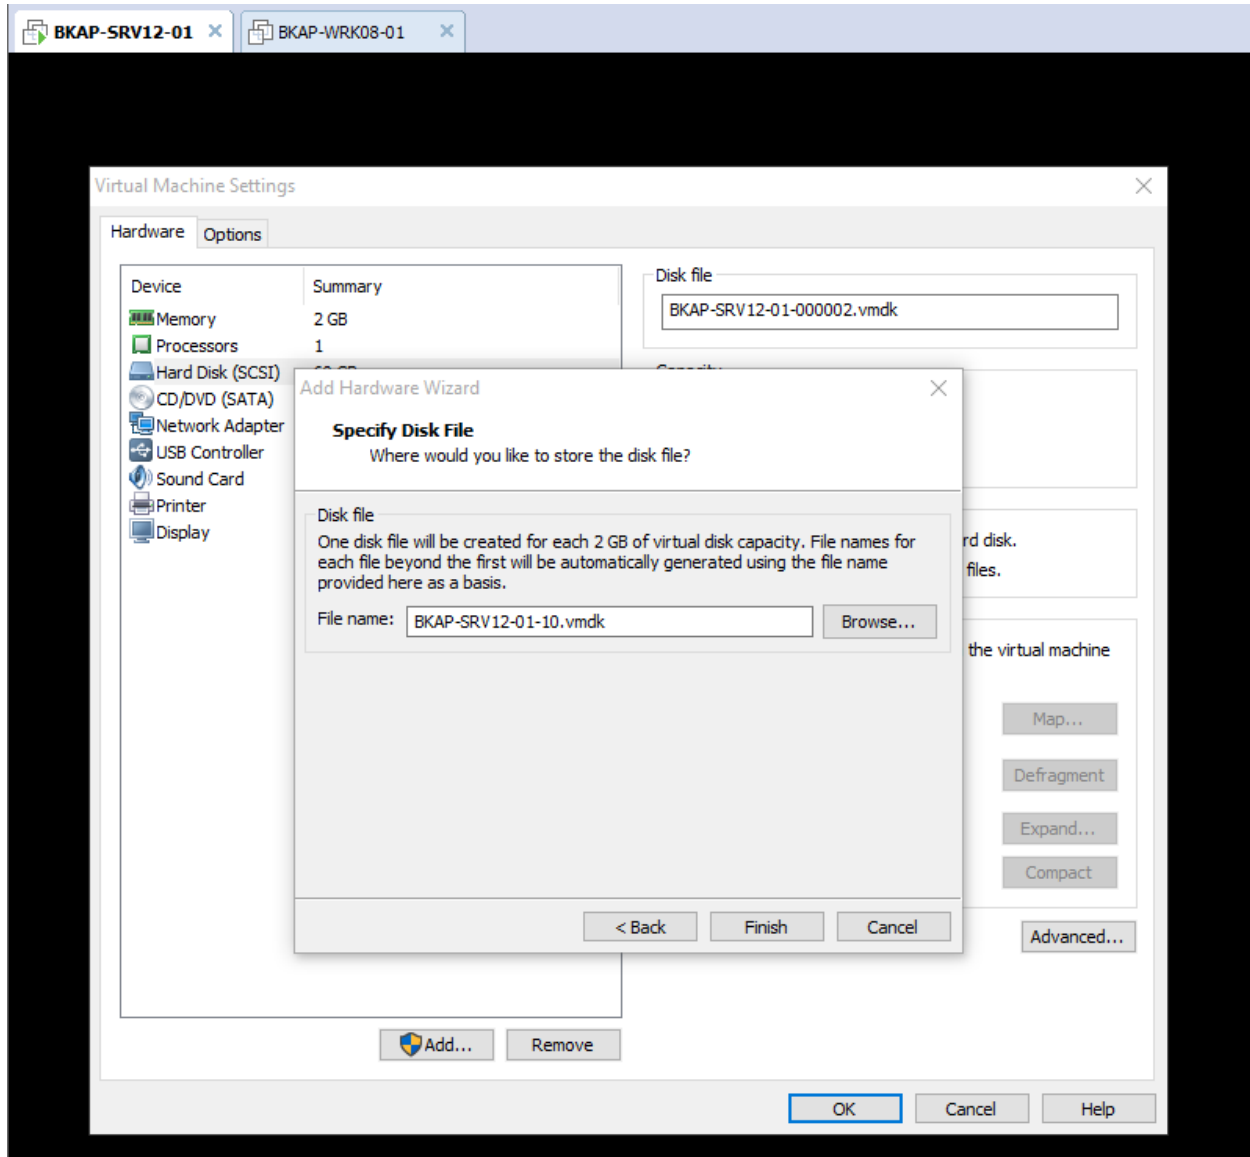 BKAP-SRV12-01 ×
BKAP-WRK08-01 ×
Virtual Machine Settings
Hardware Options
Device Summary
Memory 2 GB
Processors 1
Hard Disk (SCSI)
CD/DVD (SATA)
Network Adapter
USB Controller
Sound Card
Printer
Display
Add... Remove
Disk file
BKAP-SRV12-01-000002.vmdk
Capacity
rd disk.
files.
the virtual machine
Map...
Defragment
Expand...
Compact
Advanced...
Add Hardware Wizard
Specify Disk File
Where would you like to store the disk file?
Disk file
One disk file will be created for each 2 GB of virtual disk capacity. File names for
each file beyond the first will be automatically generated using the file name
provided here as a basis.
File name: BKAP-SRV12-01-10.vmdk Browse...
< Back Finish Cancel
OK Cancel Help